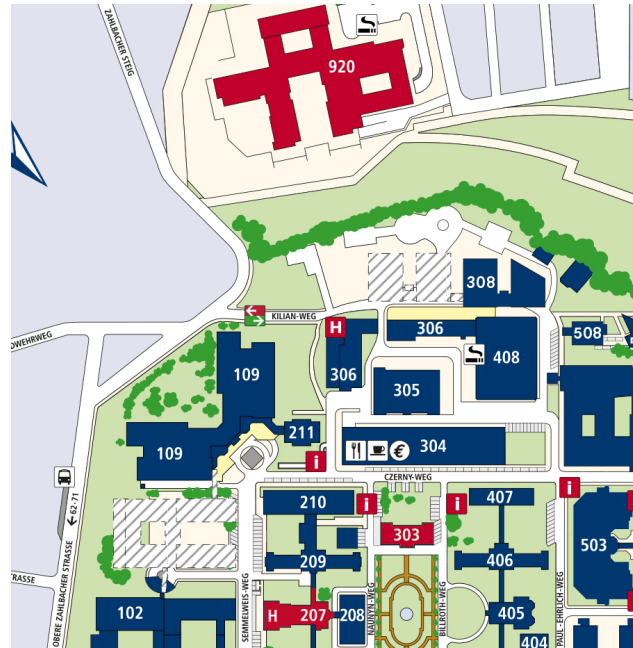 ZAHLBACHER STEIG
920
308
KILIAN-WEG
H
306
306
508
408
DWEHRWEG
109
305
109
211
304
€
i
CZERNY-WEG
62-71
210
i
303
i
407
i
503
209
406
OBERE ZAHLBACHER STRASSE
TRASSE
SEMMELWEIS-WEG
NAUNYN-WEG
BILLROTH-WEG
PAUL-EHRLICH-WEG
102
H
207
208
405
404